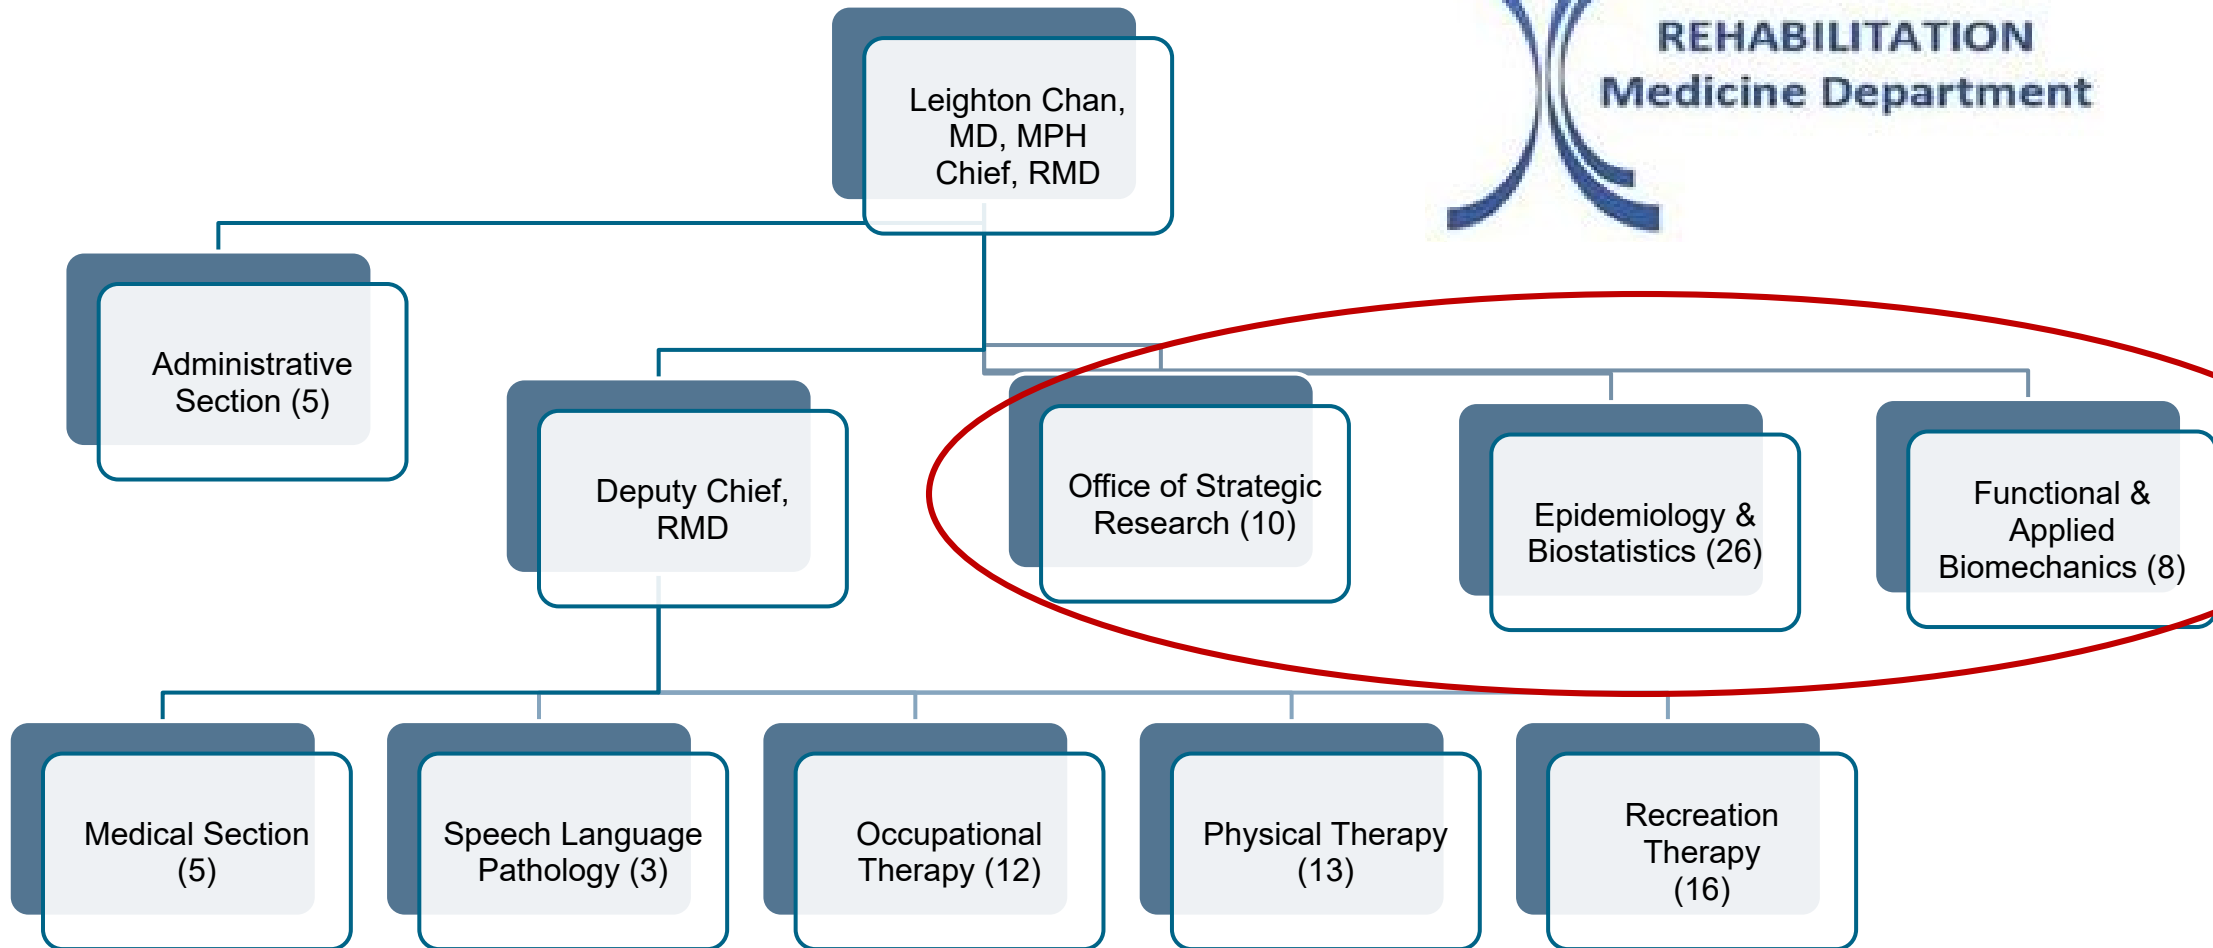 REHABILITATION
Medicine Department
Leighton Chan,
MD, MPH
Chief, RMD
Administrative
Section (5)
Deputy Chief,
RMD
Office of Strategic
Research (10)
Epidemiology &
Biostatistics (26)
Functional &
Applied
Biomechanics (8)
Medical Section
(5)
Speech Language
Pathology (3)
Occupational
Therapy (12)
Physical Therapy
(13)
Recreation
Therapy
(16)